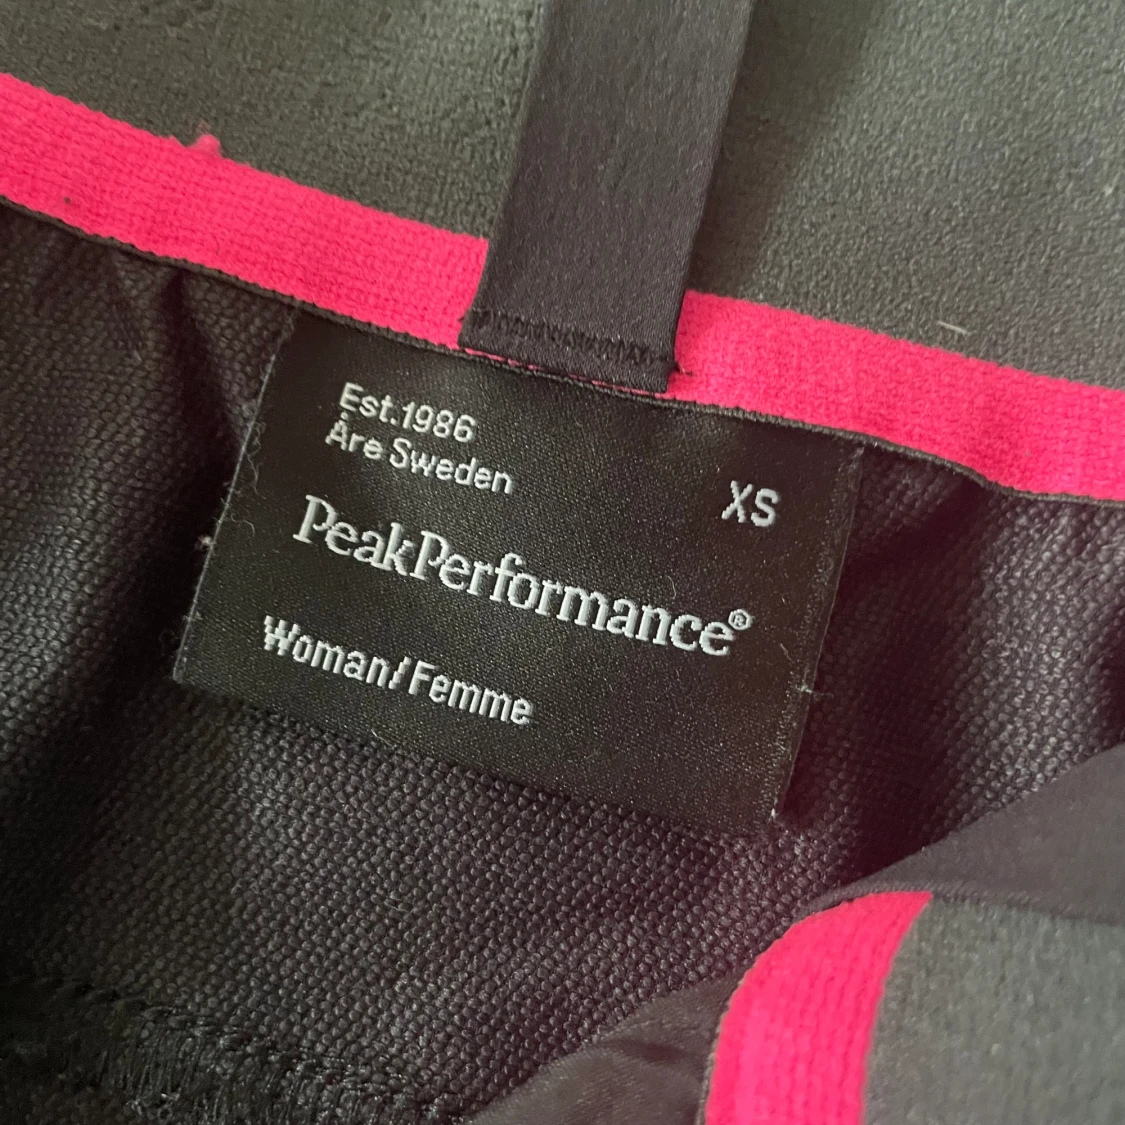 Est.1986
Åre Sweden
XS
PeakPerformance®
Woman/Femme